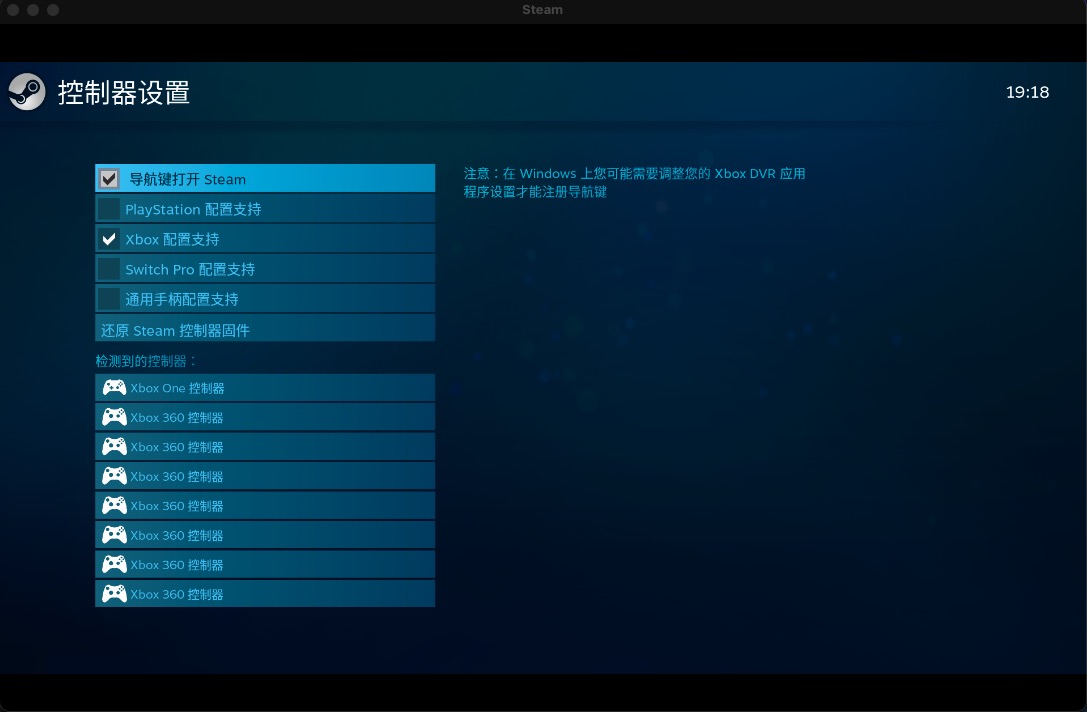 Steam
控制器设置
19:18
导航键打开 Steam
PlayStation 配置支持
Xbox 配置支持
Switch Pro 配置支持
通用手柄配置支持
还原 Steam 控制器固件
检测到的控制器：
Xbox One 控制器
Xbox 360 控制器
Xbox 360 控制器
Xbox 360 控制器
Xbox 360 控制器
Xbox 360 控制器
Xbox 360 控制器
Xbox 360 控制器
注意：在 Windows 上您可能需要调整您的 Xbox DVR 应用
程序设置才能注册导航键